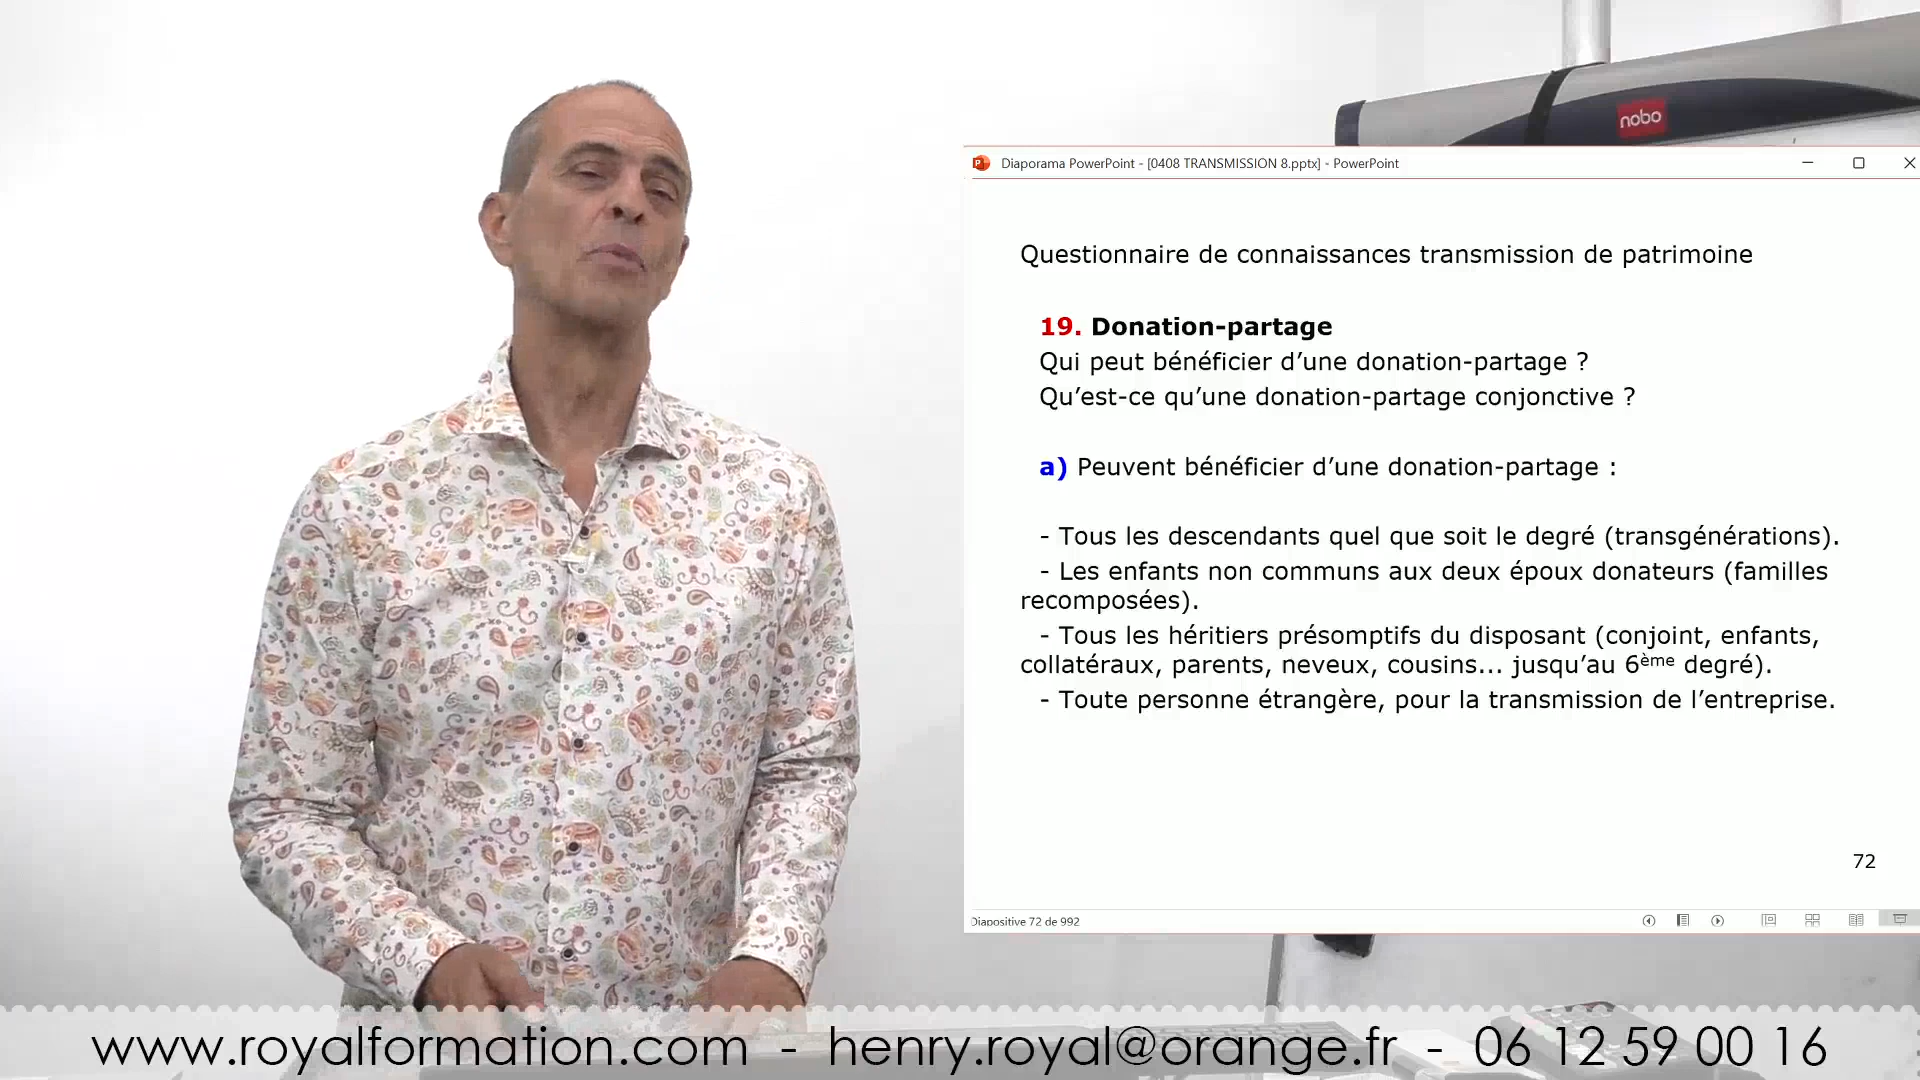 nobo
Diaporama PowerPoint - [0408 TRANSMISSION 8.pptx] - PowerPoint
Questionnaire de connaissances transmission de patrimoine
19. Donation-partage
Qui peut bénéficier d’une donation-partage ?
Qu’est-ce qu’une donation-partage conjonctive ?
a) Peuvent bénéficier d’une donation-partage :
- Tous les descendants quel que soit le degré (transgénérations).
- Les enfants non communs aux deux époux donateurs (familles
recomposées).
- Tous les héritiers présomptifs du disposant (conjoint, enfants,
collatéraux, parents, neveux, cousins... jusqu’au 6ème degré).
- Toute personne étrangère, pour la transmission de l’entreprise.
72
Diapositive 72 de 992
www.royalformation.com - henry.royal@orange.fr - 06 12 59 00 16